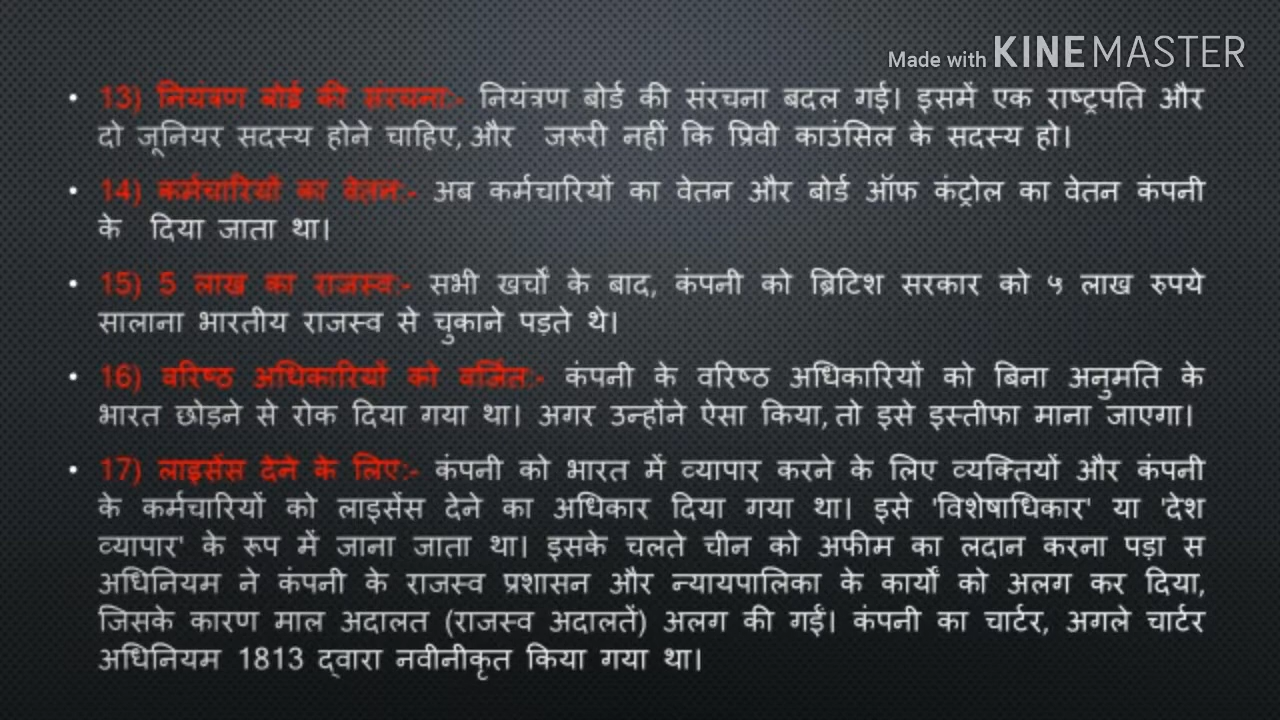 Made with KINEMASTER
• 13) नियंत्रण बोर्ड की संरचना:- नियंत्रण बोर्ड की संरचना बदल गई। इसमें एक राष्ट्रपति और
दो जूनियर सदस्य होने चाहिए, और जरूरी नहीं कि प्रिवी काउंसिल के सदस्य हो।
• 14) कर्मचारियों का वेतन:- अब कर्मचारियों का वेतन और बोर्ड ऑफ कंट्रोल का वेतन कंपनी
के दिया जाता था।
• 15) 5 लाख का राजस्व:- सभी खर्चों के बाद, कंपनी को ब्रिटिश सरकार को ५ लाख रुपये
सालाना भारतीय राजस्व से चुकाने पड़ते थे।
• 16) वरिष्ठ अधिकारियों को वर्जित:- कंपनी के वरिष्ठ अधिकारियों को बिना अनुमति के
भारत छोड़ने से रोक दिया गया था। अगर उन्होंने ऐसा किया, तो इसे इस्तीफा माना जाएगा।
• 17) लाइसेंस देने के लिए:- कंपनी को भारत में व्यापार करने के लिए व्यक्तियों और कंपनी
के कर्मचारियों को लाइसेंस देने का अधिकार दिया गया था। इसे 'विशेषाधिकार' या 'देश
व्यापार' के रूप में जाना जाता था। इसके चलते चीन को अफीम का लदान करना पड़ा स
अधिनियम ने कंपनी के राजस्व प्रशासन और न्यायपालिका के कार्यों को अलग कर दिया,
जिसके कारण माल अदालत (राजस्व अदालतें) अलग की गईं। कंपनी का चार्टर, अगले चार्टर
अधिनियम 1813 द्वारा नवीनीकृत किया गया था।